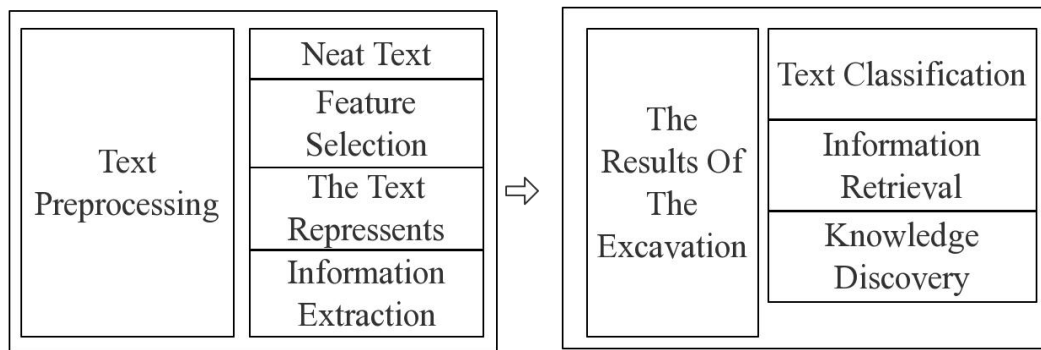 Text
Preprocessing
Neat Text
Feature
Selection
The Text
Repressents
Information
Extraction
The
Results Of
The
Excavation
Text Classification
Information
Retrieval
Knowledge
Discovery